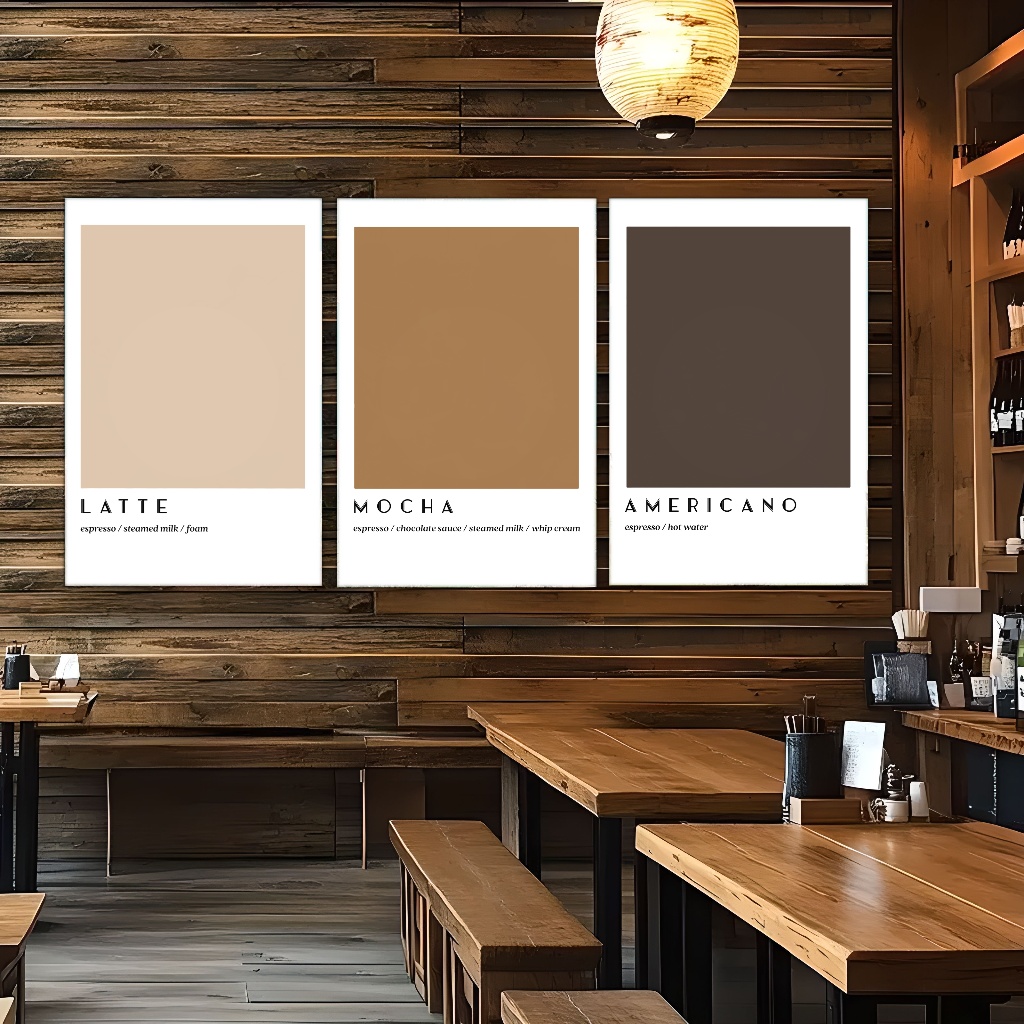 LATTE
espresso / steamed milk / foam
MOCHA
espresso / chocolate sauce / steamed milk / whip cream
AMERICANO
espresso / hot water